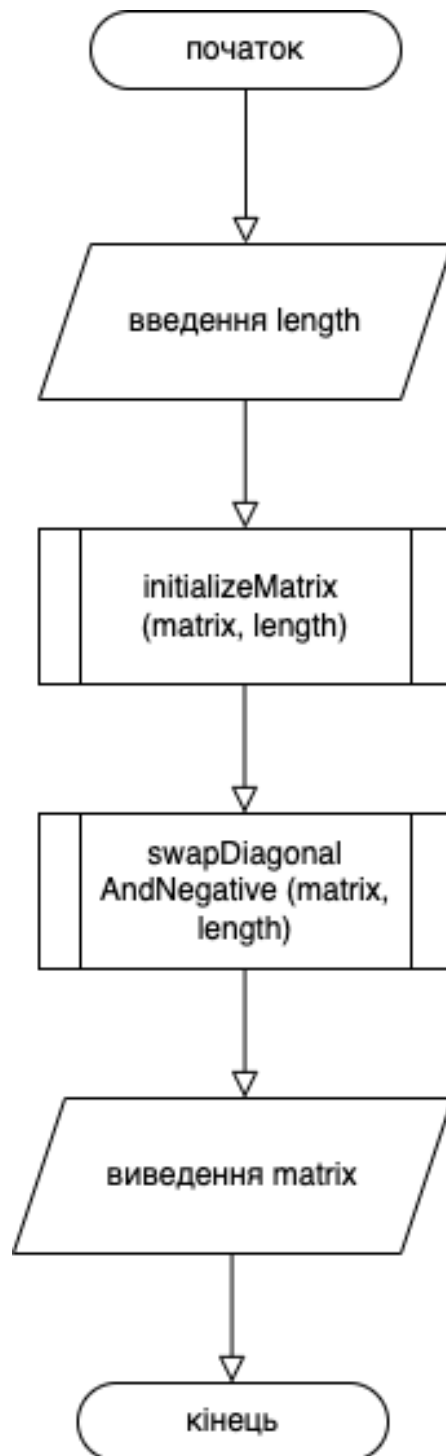 початок
введення length
initializeMatrix
(matrix, length)
swapDiagonal
AndNegative (matrix,
length)
виведення matrix
кінець